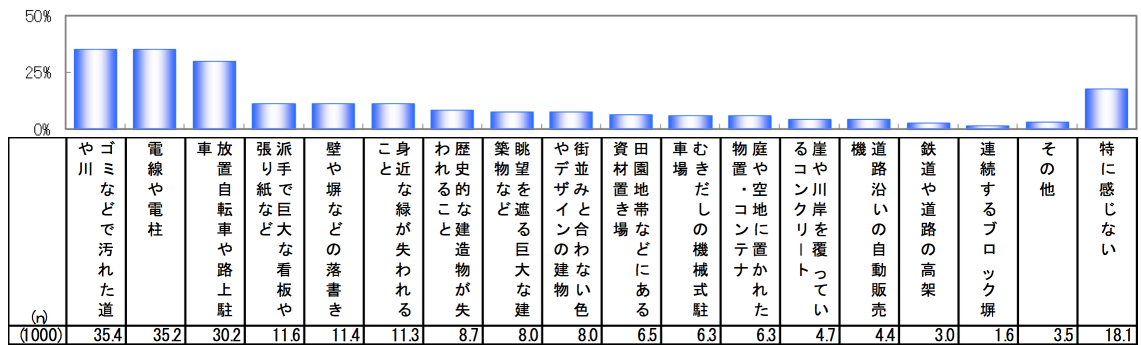 50%
25%
0%
ゴミなどで汚れた道
や川
電線や電柱
放置自転車や路上駐
車
派手で巨大な看板や
張り紙など
壁や塀などの落書き
身近な緑が失われる
こと
歴史的な建造物が失
われること
眺望を遮る巨大な建
築物など
街並みと合わない色
やデザインの建物
田園地帯などにある
資材置き場
むきだしの機械式駐
車場
庭や空地に置かれた
物置・コンテナ
崖や川岸を覆ってい
るコンクリート
道路沿いの自動販売
機
鉄道や道路の高架
連続するブロック塀
その他
特に感じない
(n)
(1000) 35.4 35.2 30.2 11.6 11.4 11.3 8.7 8.0 8.0 6.5 6.3 6.3 4.7 4.4 3.0 1.6 3.5 18.1